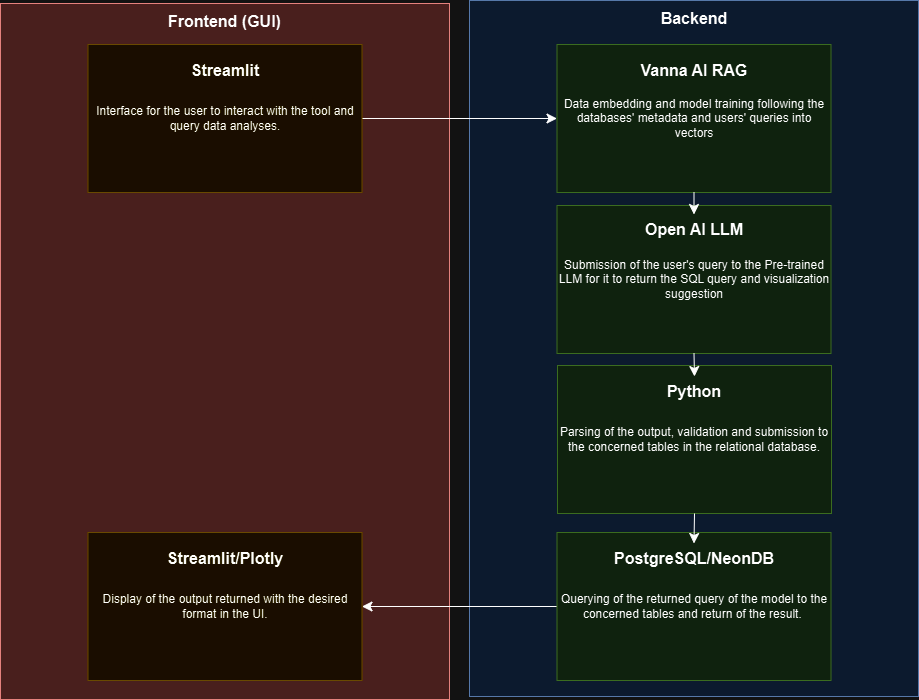 Frontend (GUI)
Streamlit
Interface for the user to interact with the tool and
query data analyses.
Streamlit/Plotly
Display of the output returned with the desired
format in the UI.
Backend
Vanna AI RAG
Data embedding and model training following the
databases' metadata and users' queries into
vectors
Open AI LLM
Submission of the user's query to the Pre-trained
LLM for it to return the SQL query and visualization
suggestion
Python
Parsing of the output, validation and submission to
the concerned tables in the relational database.
PostgreSQL/NeonDB
Querying of the returned query of the model to the
concerned tables and return of the result.